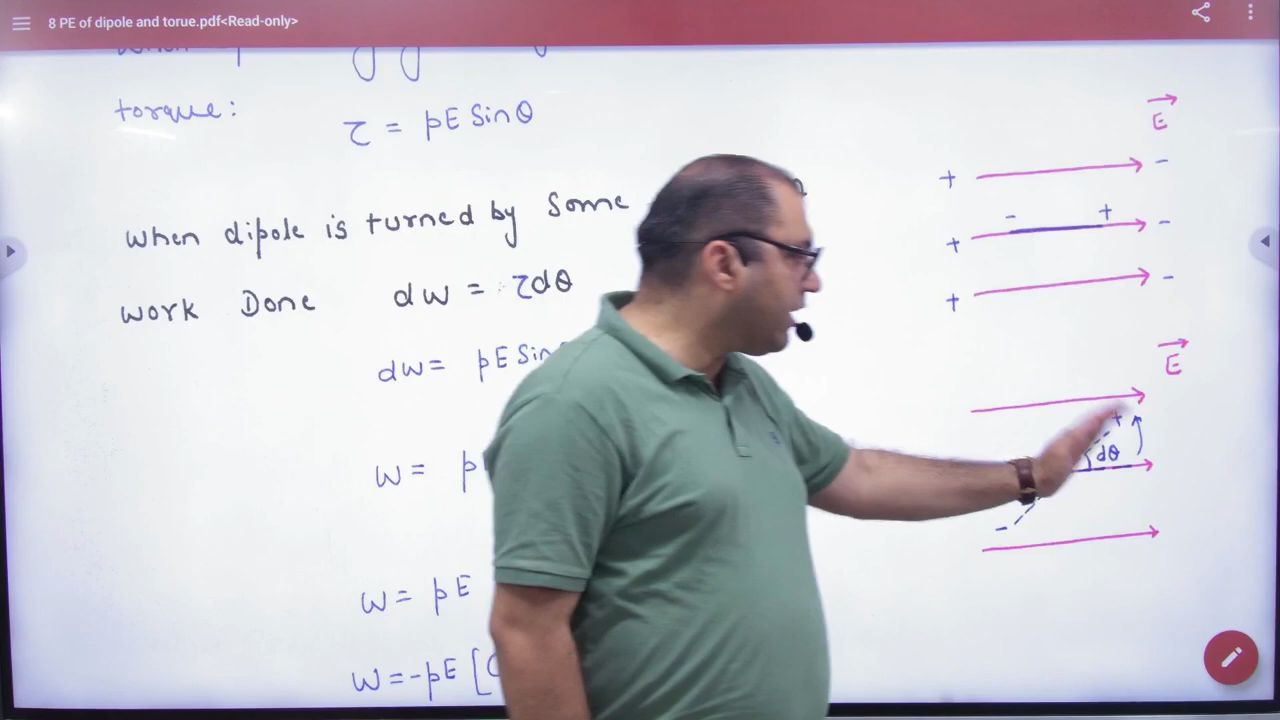 8 PE of dipole and torue.pdf<Read-only>
torque:
τ = pE Sinθ
when dipole is turned by Some
work Done dw = τdθ
dw = pE Sin
w = p
w = pE
w = -pE [C
E
+ -
- +
+ -
+ -
E
+
dθ
-